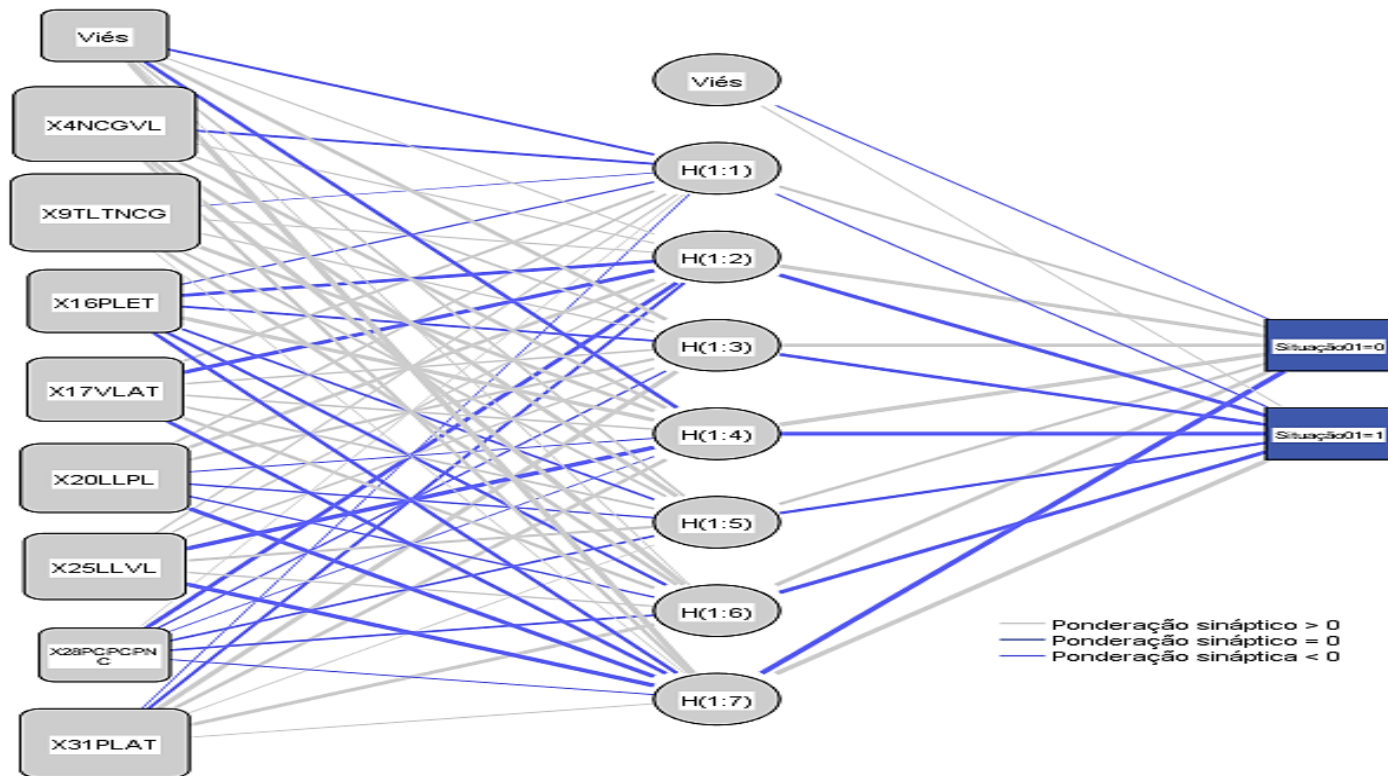 Viés
X4NCGVL
X9TLTNCG
X16PLET
X17VLAT
X20LLPL
X25LLVL
X28PCPCPN
C
X31PLAT
Viés
H(1:1)
H(1:2)
H(1:3)
H(1:4)
H(1:5)
H(1:6)
H(1:7)
Situação01=0
Situação01=1
Ponderação sináptico > 0
Ponderação sináptico = 0
Ponderação sináptica < 0